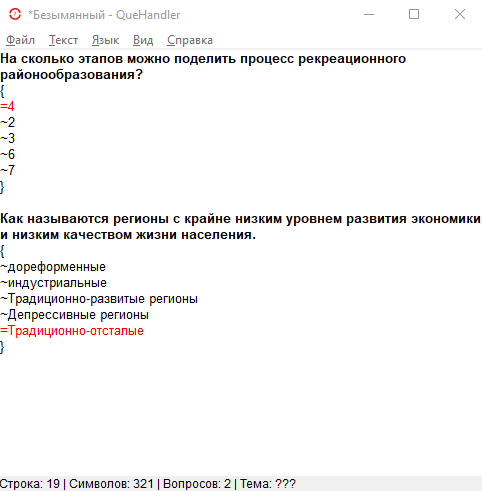 *Безымянный - QueHandler
Файл Текст Язык Вид Справка
На сколько этапов можно поделить процесс рекреационного
районообразования?
{
=4
~2
~3
~6
~7
}
Как называются регионы с крайне низким уровнем развития экономики
и низким качеством жизни населения.
{
~дореформенные
~индустриальные
~Традиционно-развитые регионы
~Депрессивные регионы
=Традиционно-отсталые
}
Строка: 19 | Символов: 321 | Вопросов: 2 | Тема: ???